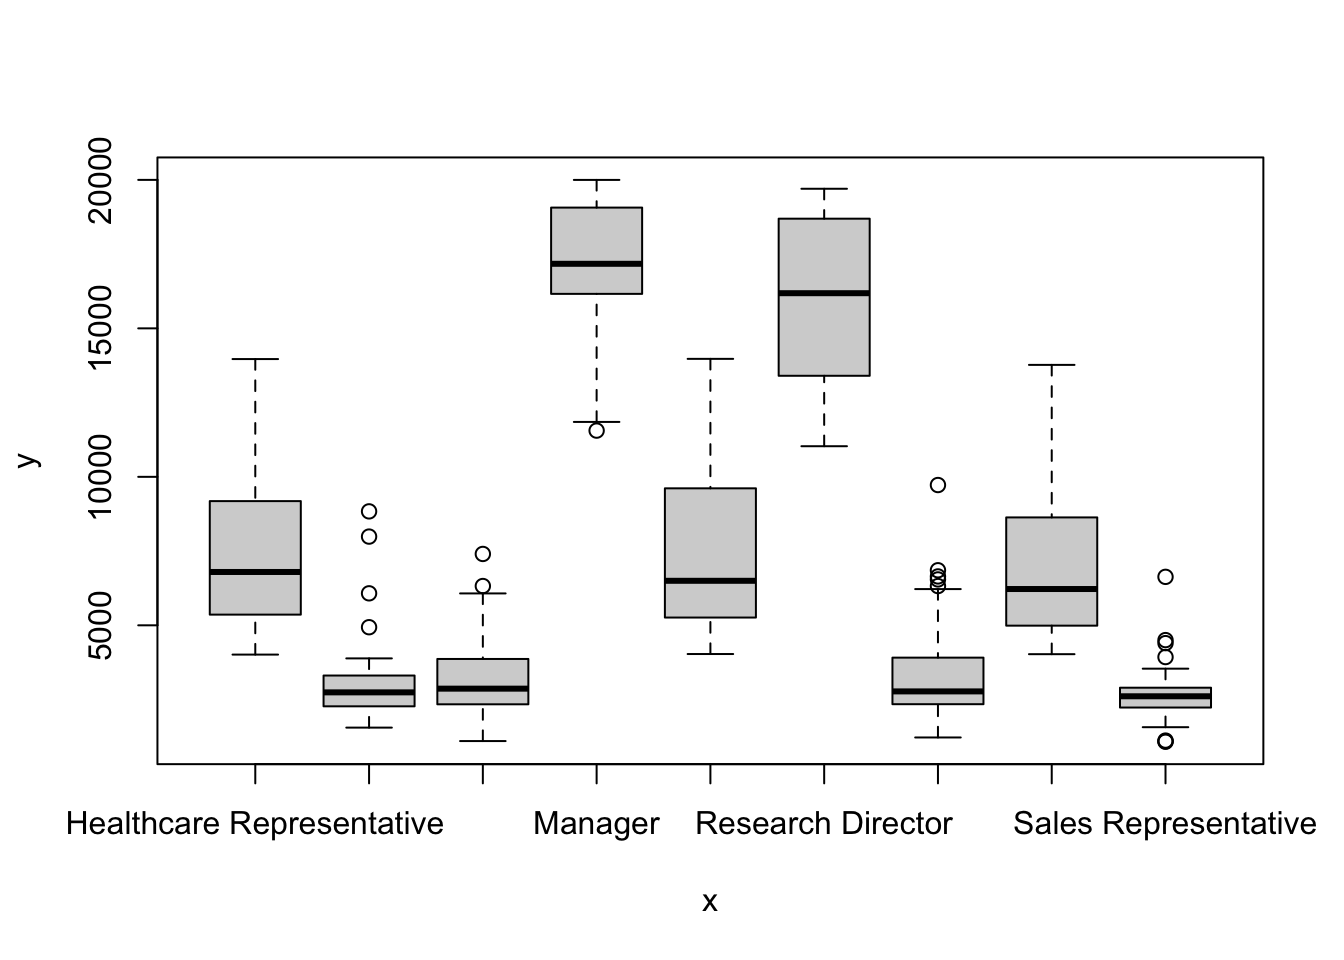 y
20000
15000
10000
5000
Healthcare Representative Manager Research Director Sales Representative
x